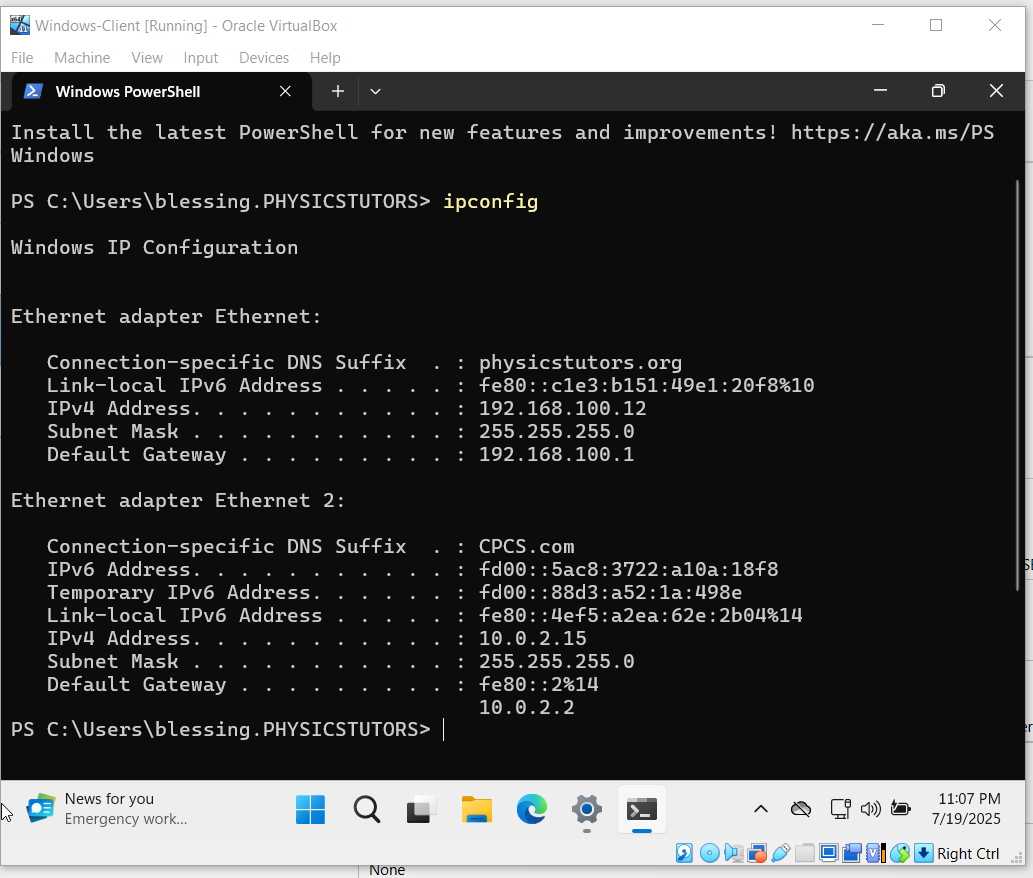 Windows-Client [Running] - Oracle VirtualBox
File Machine View Input Devices Help
Windows PowerShell
Install the latest PowerShell for new features and improvements! https://aka.ms/PS
Windows
PS C:\Users\blessing.PHYSICSTUTORS> ipconfig
Windows IP Configuration
Ethernet adapter Ethernet:
Connection-specific DNS Suffix . : physicstutors.org
Link-local IPv6 Address . . . . . : fe80::c1e3:b151:49e1:20f8%10
IPv4 Address. . . . . . . . . . . : 192.168.100.12
Subnet Mask . . . . . . . . . . . : 255.255.255.0
Default Gateway . . . . . . . . . : 192.168.100.1
Ethernet adapter Ethernet 2:
Connection-specific DNS Suffix . : CPCS.com
IPv6 Address. . . . . . . . . . . : fd00::5ac8:3722:a10a:18f8
Temporary IPv6 Address. . . . . . : fd00::88d3:a52:1a:498e
Link-local IPv6 Address . . . . . : fe80::4ef5:a2ea:62e:2b04%14
IPv4 Address. . . . . . . . . . . : 10.0.2.15
Subnet Mask . . . . . . . . . . . : 255.255.255.0
Default Gateway . . . . . . . . . : fe80::2%14
10.0.2.2
PS C:\Users\blessing.PHYSICSTUTORS>
News for you
Emergency work...
11:07 PM
7/19/2025
Right Ctrl
None